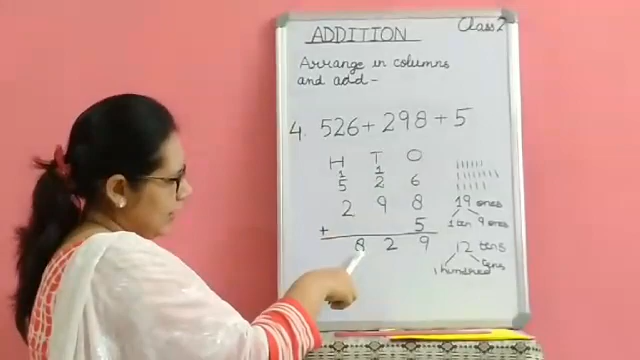 ADDITION
Class 2
Arrange in columns
and add -
4. 526 + 298 + 5
H T O
1 1
5 2 6
2 9 8
+ 5
8 2 9
19 ones
1 ten 9 ones
12 tens
1 hundred
tens